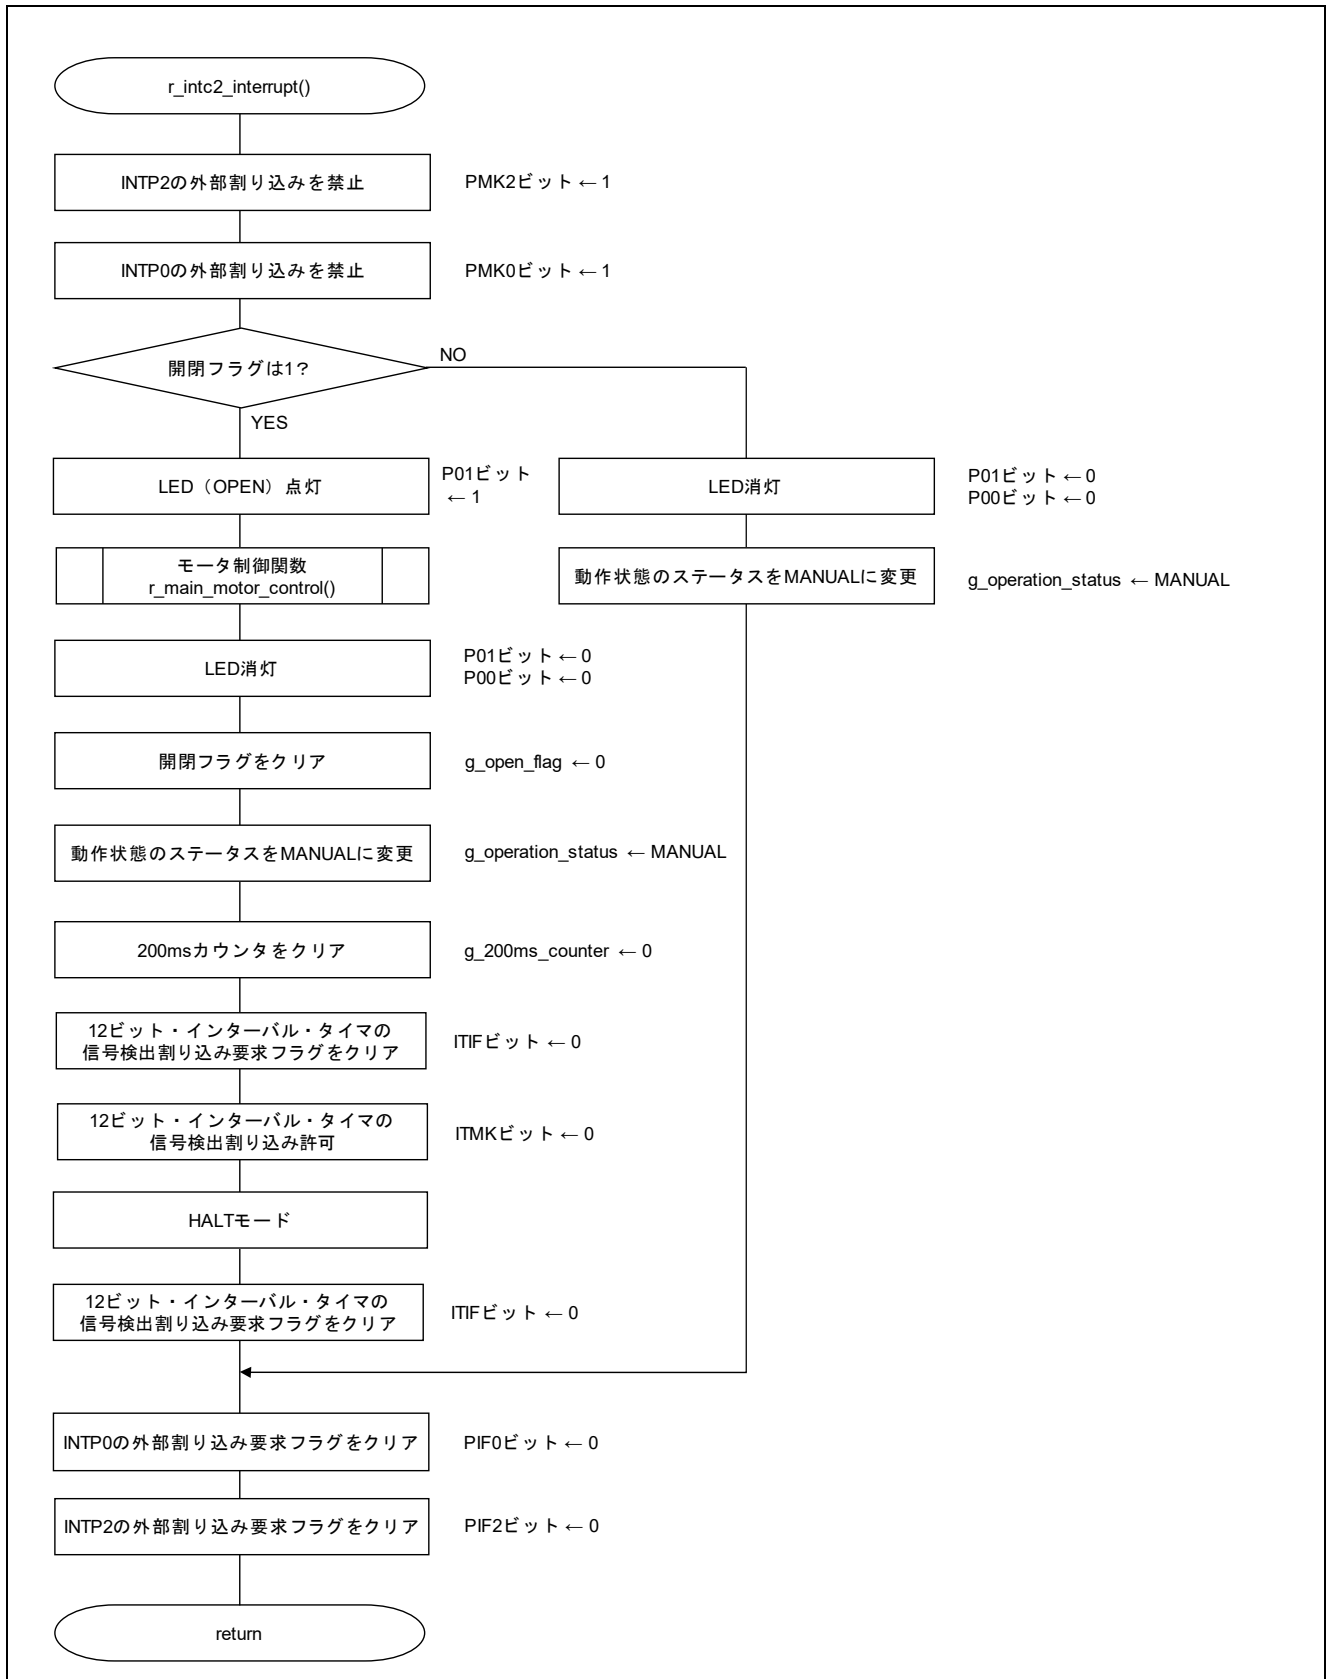 r_intc2_interrupt()
INTP2の外部割り込みを禁止
PMK2ビット ← 1
INTP0の外部割り込みを禁止
PMK0ビット ← 1
開閉フラグは1?
NO
YES
LED（OPEN）点灯
P01ビット
← 1
LED消灯
P01ビット ← 0
P00ビット ← 0
モータ制御関数
r_main_motor_control()
動作状態のステータスをMANUALに変更
g_operation_status ← MANUAL
LED消灯
P01ビット ← 0
P00ビット ← 0
開閉フラグをクリア
g_open_flag ← 0
動作状態のステータスをMANUALに変更
g_operation_status ← MANUAL
200msカウンタをクリア
g_200ms_counter ← 0
12ビット・インターバル・タイマの
信号検出割り込み要求フラグをクリア
ITIFビット ← 0
12ビット・インターバル・タイマの
信号検出割り込み許可
ITMKビット ← 0
HALTモード
12ビット・インターバル・タイマの
信号検出割り込み要求フラグをクリア
ITIFビット ← 0
INTP0の外部割り込み要求フラグをクリア
PIF0ビット ← 0
INTP2の外部割り込み要求フラグをクリア
PIF2ビット ← 0
return